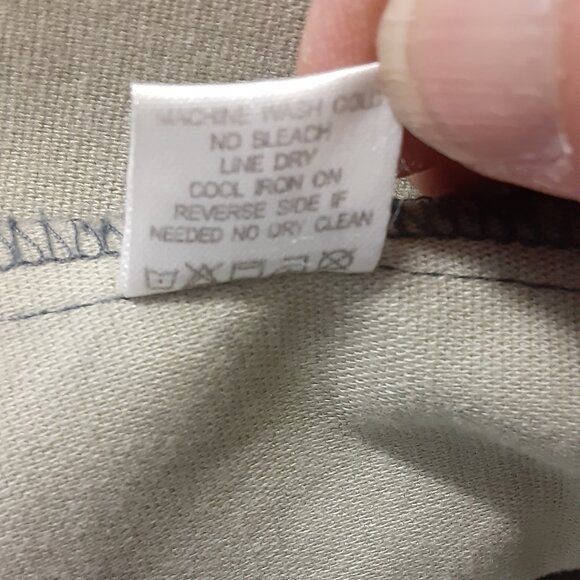 MACHINE WASH COLD
NO BLEACH
LINE DRY
COOL IRON ON
REVERSE SIDE IF
NEEDED NO DRY CLEAN